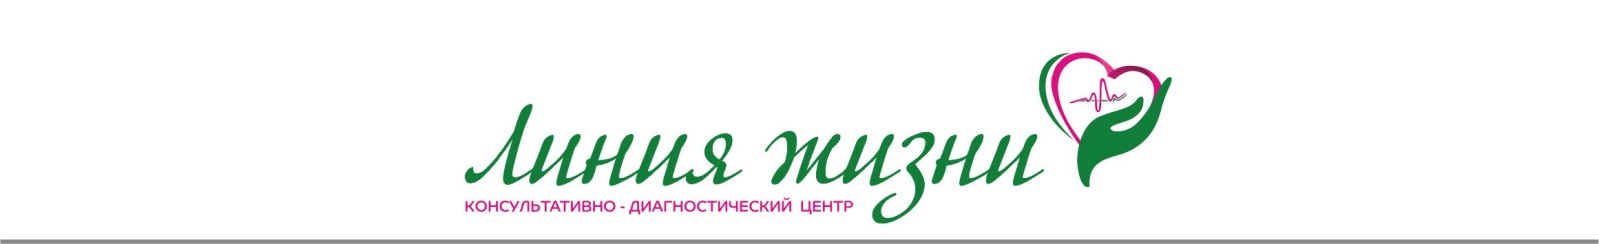 Линия жизни
КОНСУЛЬТАТИВНО - ДИАГНОСТИЧЕСКИЙ ЦЕНТР